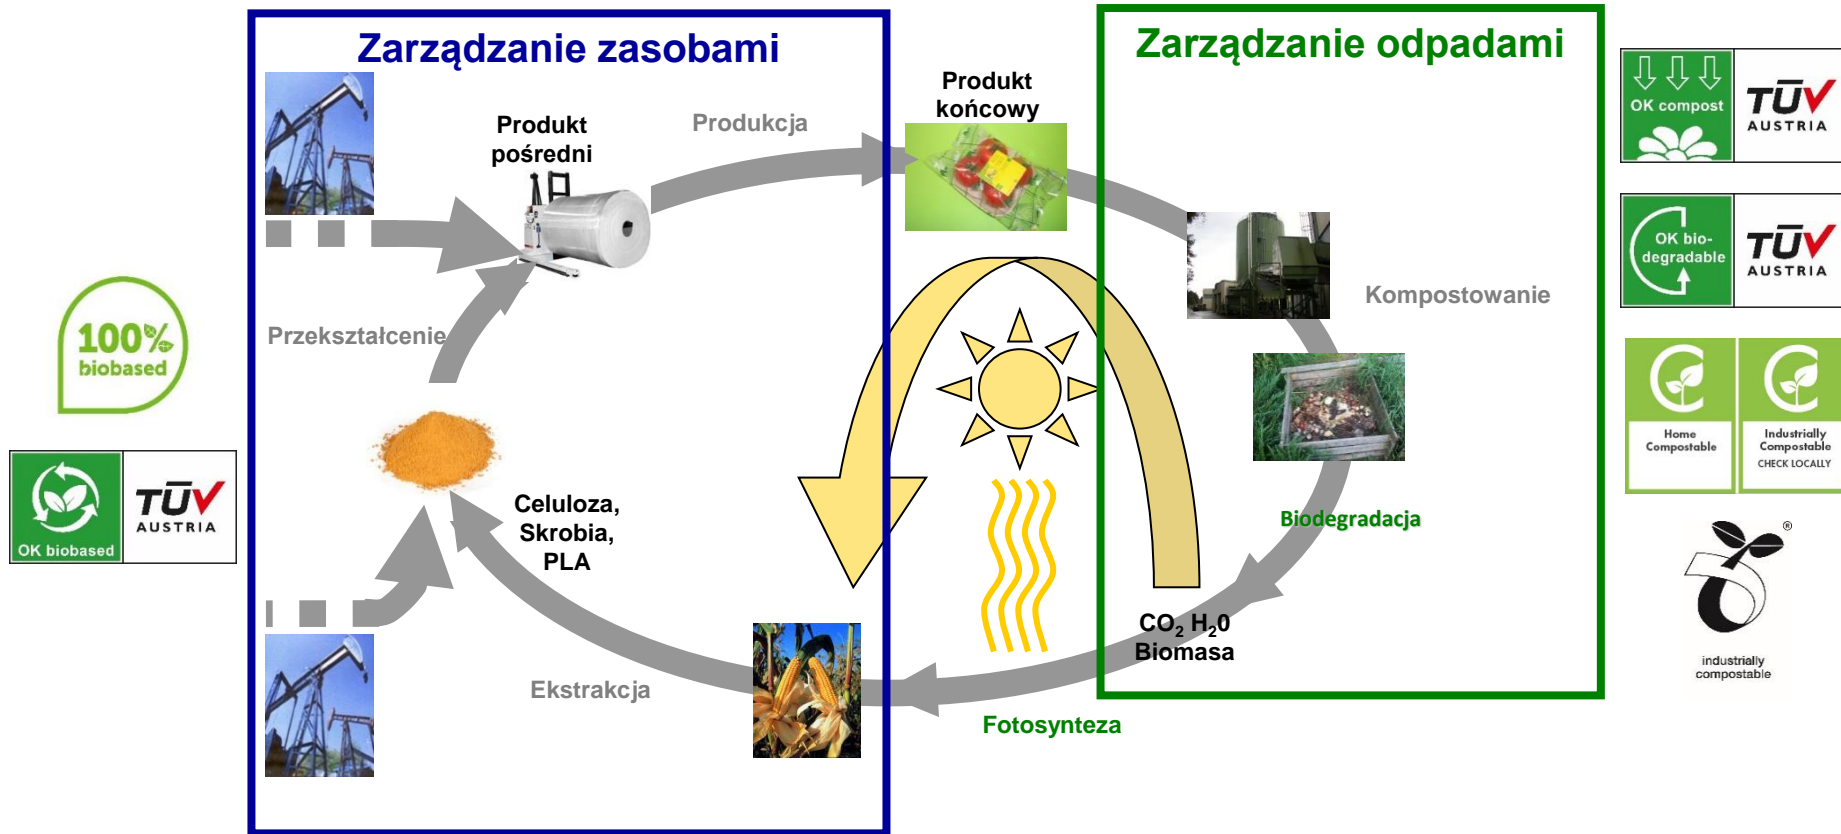 Zarządzanie zasobami
Zarządzanie odpadami
Produkt
pośredni
Produkcja
Produkt
końcowy
Kompostowanie
Przekształcenie
Celuloza,
Skrobia,
PLA
Biodegradacja
CO₂ H₂0
Biomasa
Ekstrakcja
Fotosynteza
100%
biobased
OK biobased
TÜV
AUSTRIA
OK compost
TÜV
AUSTRIA
OK bio-
degradable
TÜV
AUSTRIA
Home
Compostable
Industrially
Compostable
CHECK LOCALLY
®
industrially
compostable